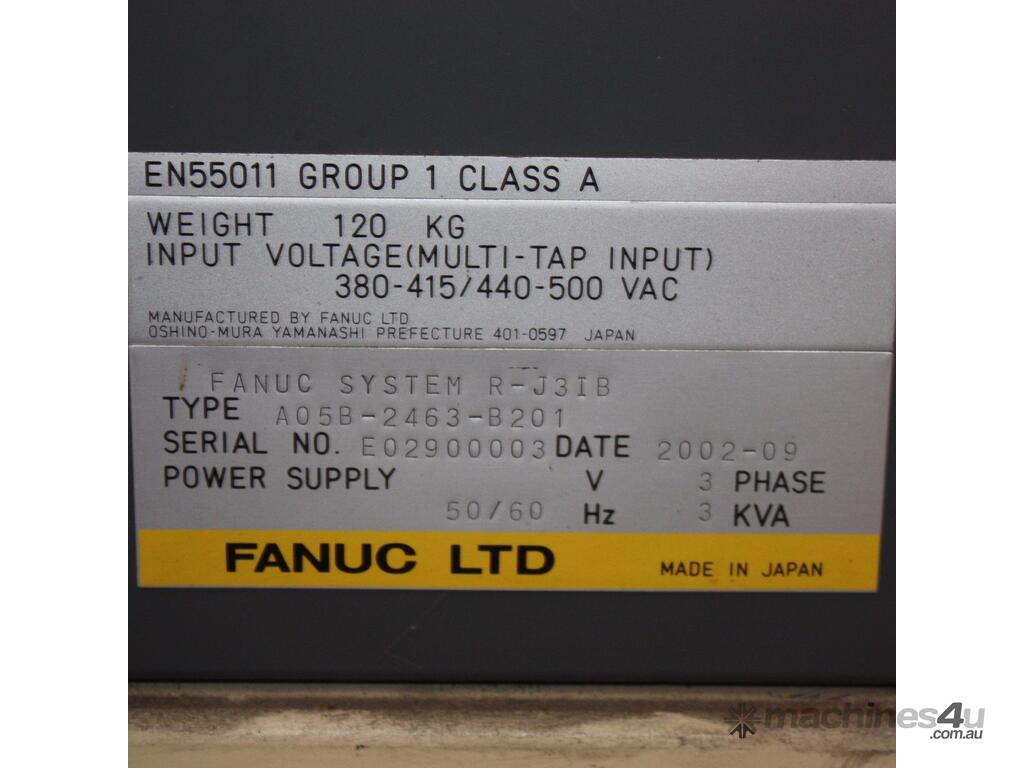 EN55011 GROUP 1 CLASS A
WEIGHT 120 KG
INPUT VOLTAGE(MULTI-TAP INPUT)
380-415/440-500 VAC
MANUFACTURED BY FANUC LTD
OSHINO-MURA YAMANASHI PREFECTURE 401-0597 JAPAN
FANUC SYSTEM R-J3IB
TYPE A05B-2463-B201
SERIAL NO. E02900003 DATE 2002-09
POWER SUPPLY V 3 PHASE
50/60 Hz 3 KVA
FANUC LTD MADE IN JAPAN
machines4u
.com.au